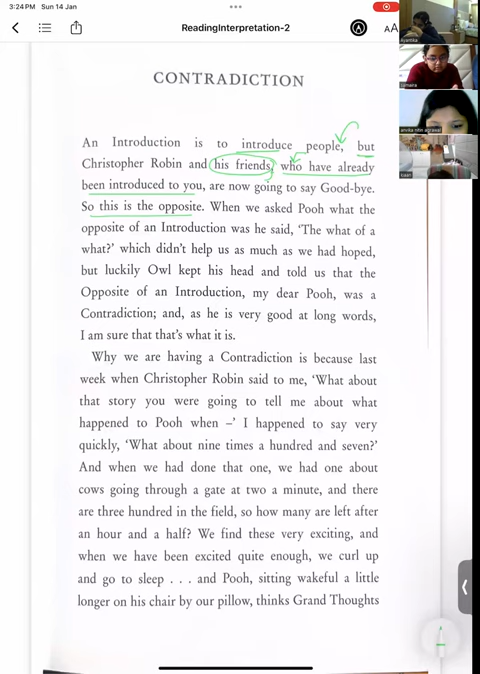 3:24 PM Sun 14 Jan
ReadingInterpretation-2
AA
CONTRADICTION
An Introduction is to introduce people, but
Christopher Robin and his friends, who have already
been introduced to you, are now going to say Good-bye.
So this is the opposite. When we asked Pooh what the
opposite of an Introduction was he said, ‘The what of a
what?’ which didn’t help us as much as we had hoped,
but luckily Owl kept his head and told us that the
Opposite of an Introduction, my dear Pooh, was a
Contradiction; and, as he is very good at long words,
I am sure that that’s what it is.
Why we are having a Contradiction is because last
week when Christopher Robin said to me, ‘What about
that story you were going to tell me about what
happened to Pooh when –’ I happened to say very
quickly, ‘What about nine times a hundred and seven?’
And when we had done that one, we had one about
cows going through a gate at two a minute, and there
are three hundred in the field, so how many are left after
an hour and a half? We find these very exciting, and
when we have been excited quite enough, we curl up
and go to sleep . . . and Pooh, sitting wakeful a little
longer on his chair by our pillow, thinks Grand Thoughts